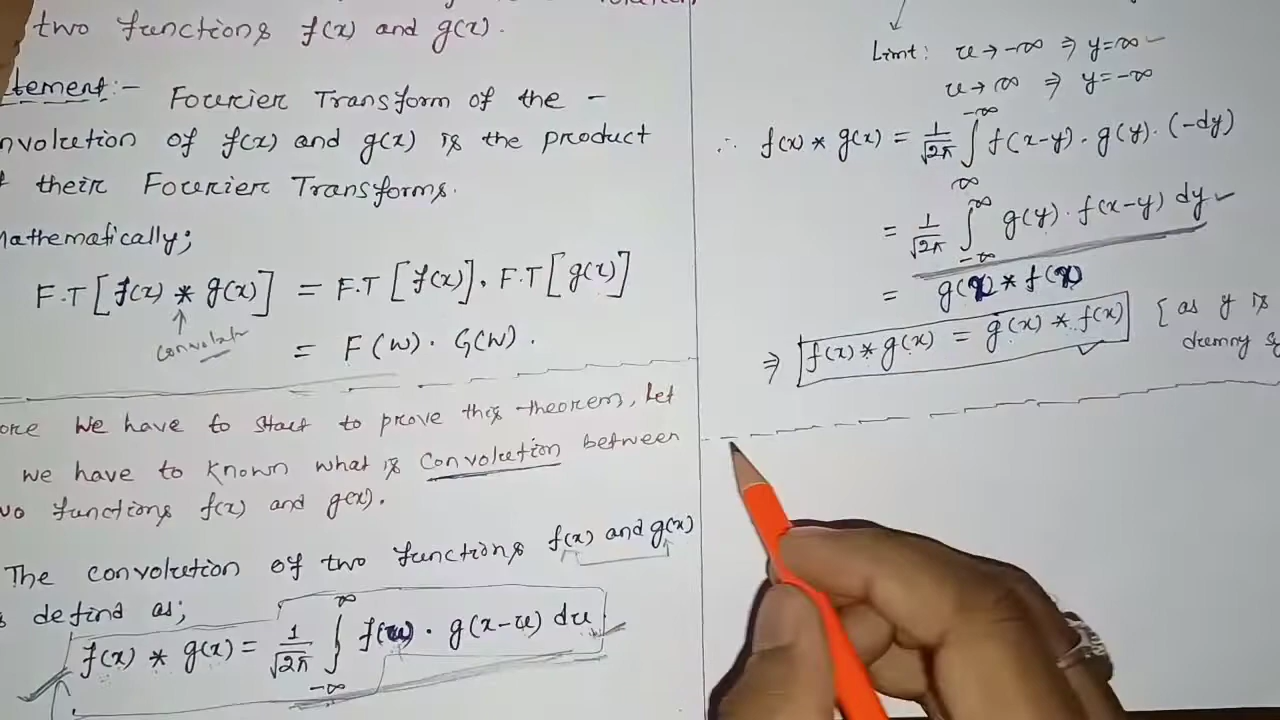 two functions f(x) and g(x).
tement:- Fourier Transform of the -
nvolution of f(x) and g(x) is the product
their Fourier Transforms.
Mathematically;
F.T [f(x) * g(x)] = F.T [f(x)] . F.T [g(x)]
= F(w) . G(w).
ore we have to start to prove this theorem, let
we have to known what is convolution between
wo functions f(x) and g(x).
The convolution of two functions f(x) and g(x)
defind as;
f(x) * g(x) = 1/√2π ∫_{-∞}^{∞} f(u) . g(x-u) du
Limt: u → -∞ ⇒ y = ∞
u → ∞ ⇒ y = -∞
∴ f(x) * g(x) = 1/√2π ∫_{∞}^{-∞} f(x-y) . g(y) . (-dy)
= 1/√2π ∫_{-∞}^{∞} g(y) . f(x-y) dy
= g(x) * f(x)
⇒ f(x) * g(x) = g(x) * f(x) [as y is
dummy